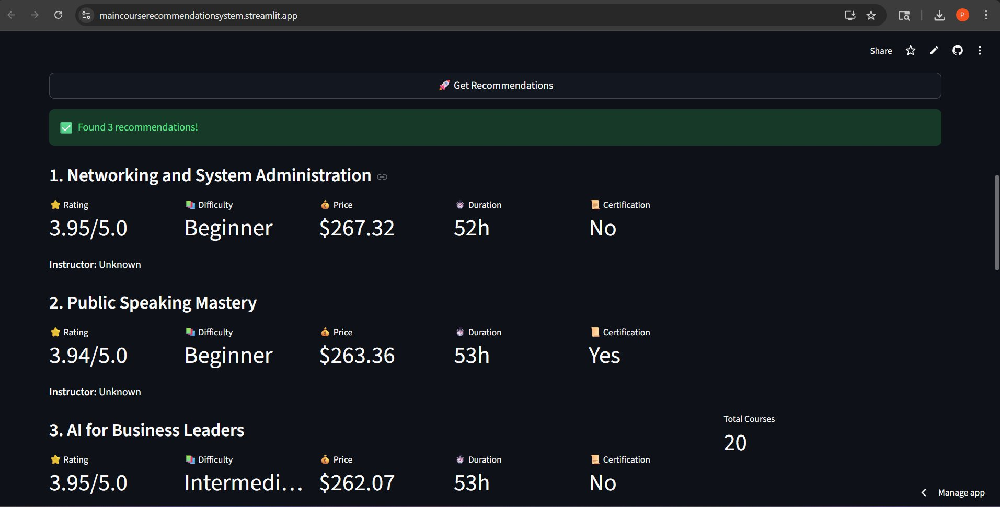 maincourserecommendationsystem.streamlit.app
P
Share
🚀 Get Recommendations
✅ Found 3 recommendations!
1. Networking and System Administration
⭐ Rating 📚 Difficulty 💰 Price ⏱ Duration 📜 Certification
3.95/5.0 Beginner $267.32 52h No
Instructor: Unknown
2. Public Speaking Mastery
⭐ Rating 📚 Difficulty 💰 Price ⏱ Duration 📜 Certification
3.94/5.0 Beginner $263.36 53h Yes
Instructor: Unknown
3. AI for Business Leaders
⭐ Rating 📚 Difficulty 💰 Price ⏱ Duration 📜 Certification
3.95/5.0 Intermedi… $262.07 53h No
Total Courses
20
Manage app